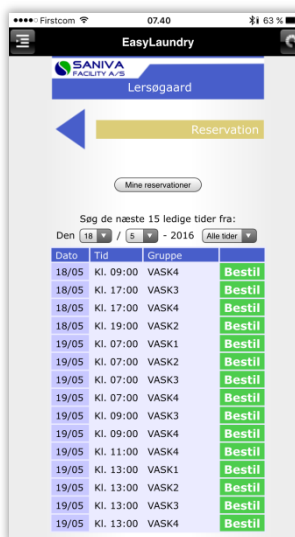 Firstcom 07.40 63 %
EasyLaundry
SANIVA
FACILITY A/S
Lersøgaard
Reservation
Mine reservationer
Søg de næste 15 ledige tider fra:
Den 18 / 5 - 2016 Alle tider
Dato Tid Gruppe
18/05 Kl. 09:00 VASK4 Bestil
18/05 Kl. 17:00 VASK3 Bestil
18/05 Kl. 17:00 VASK4 Bestil
18/05 Kl. 19:00 VASK2 Bestil
19/05 Kl. 07:00 VASK1 Bestil
19/05 Kl. 07:00 VASK2 Bestil
19/05 Kl. 07:00 VASK3 Bestil
19/05 Kl. 07:00 VASK4 Bestil
19/05 Kl. 09:00 VASK3 Bestil
19/05 Kl. 09:00 VASK4 Bestil
19/05 Kl. 11:00 VASK4 Bestil
19/05 Kl. 13:00 VASK1 Bestil
19/05 Kl. 13:00 VASK2 Bestil
19/05 Kl. 13:00 VASK3 Bestil
19/05 Kl. 13:00 VASK4 Bestil